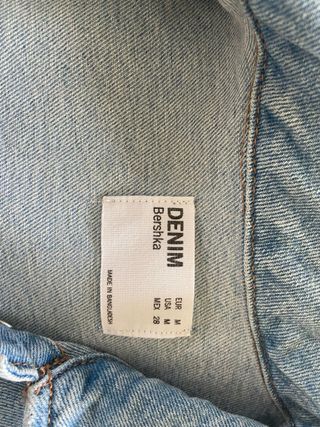 DENIM
Bershka
EUR M
USA M
MEX 28
MADE IN BANGLADESH